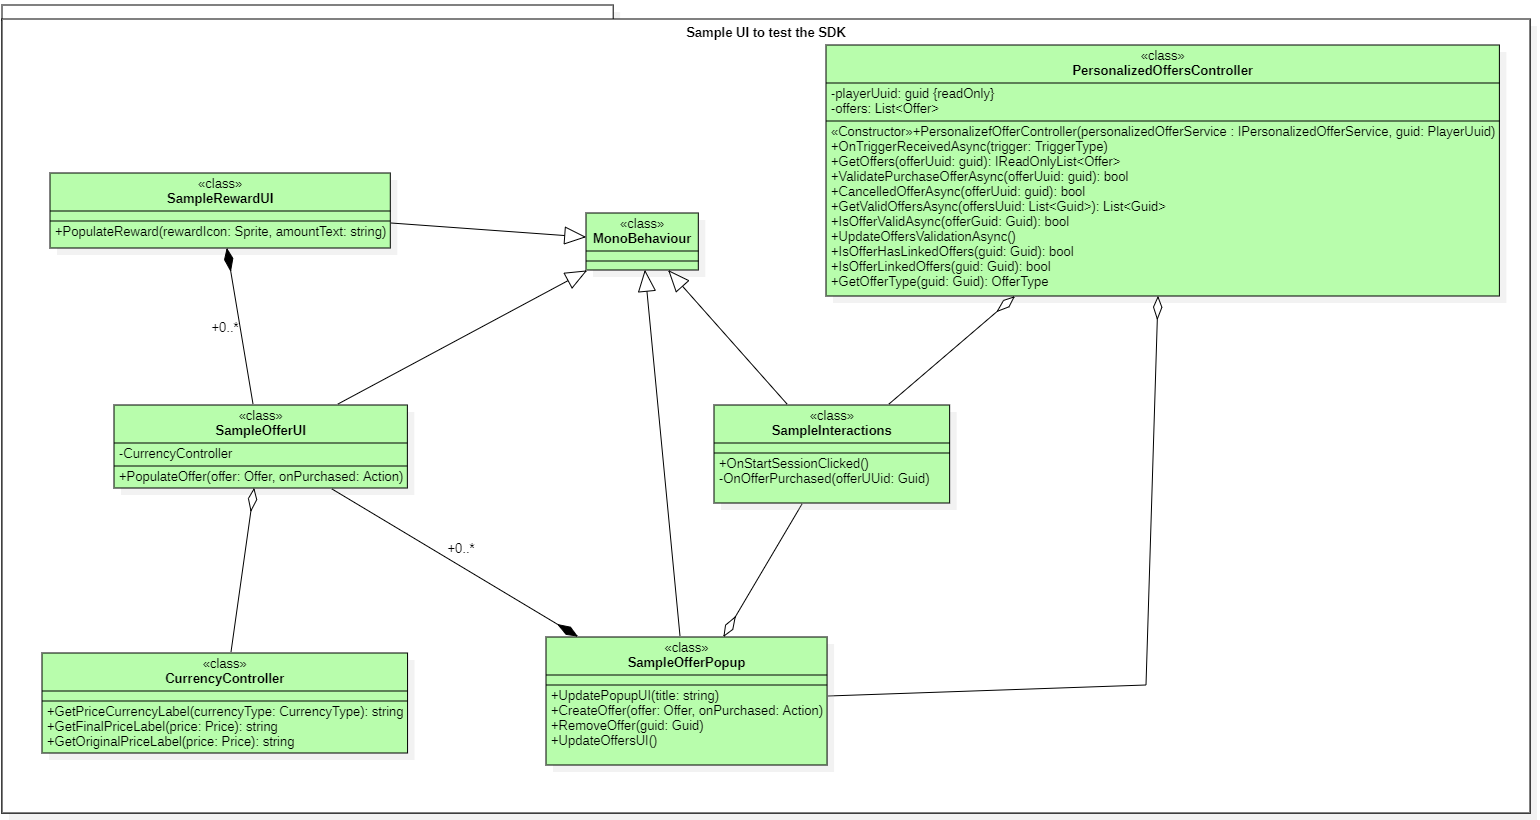 Sample UI to test the SDK
«class»
PersonalizedOffersController
-playerUuid: guid {readOnly}
-offers: List<Offer>
«Constructor»+PersonalizefOfferController(personalizedOfferService : IPersonalizedOfferService, guid: PlayerUuid)
+OnTriggerReceivedAsync(trigger: TriggerType)
+GetOffers(offerUuid: guid): IReadOnlyList<Offer>
+ValidatePurchaseOfferAsync(offerUuid: guid): bool
+CancelledOfferAsync(offerUuid: guid): bool
+GetValidOffersAsync(offersUuid: List<Guid>): List<Guid>
+IsOfferValidAsync(offerGuid: Guid): bool
+UpdateOffersValidationAsync()
+IsOfferHasLinkedOffers(guid: Guid): bool
+IsOfferLinkedOffers(guid: Guid): bool
+GetOfferType(guid: Guid): OfferType
«class»
SampleRewardUI
+PopulateReward(rewardIcon: Sprite, amountText: string)
«class»
MonoBehaviour
+0..*
«class»
SampleOfferUI
-CurrencyController
+PopulateOffer(offer: Offer, onPurchased: Action)
«class»
SampleInteractions
+OnStartSessionClicked()
-OnOfferPurchased(offerUUid: Guid)
+0..*
«class»
CurrencyController
+GetPriceCurrencyLabel(currencyType: CurrencyType): string
+GetFinalPriceLabel(price: Price): string
+GetOriginalPriceLabel(price: Price): string
«class»
SampleOfferPopup
+UpdatePopupUI(title: string)
+CreateOffer(offer: Offer, onPurchased: Action)
+RemoveOffer(guid: Guid)
+UpdateOffersUI()